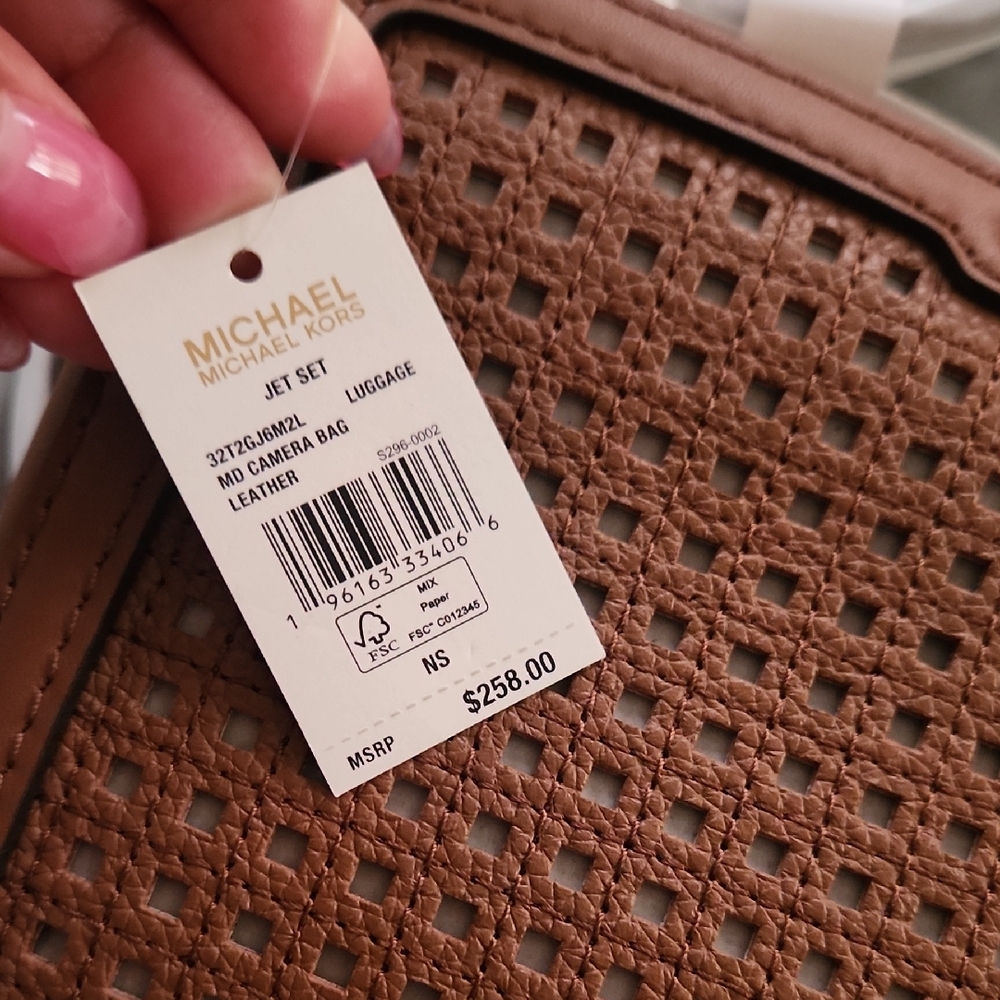 MICHAEL
MICHAEL KORS
JET SET
LUGGAGE
32T2GJ6M2L
MD CAMERA BAG
LEATHER
S296-0002
1 96163 33406 6
MIX
Paper
FSC™ C012345
FSC
NS
$258.00
MSRP